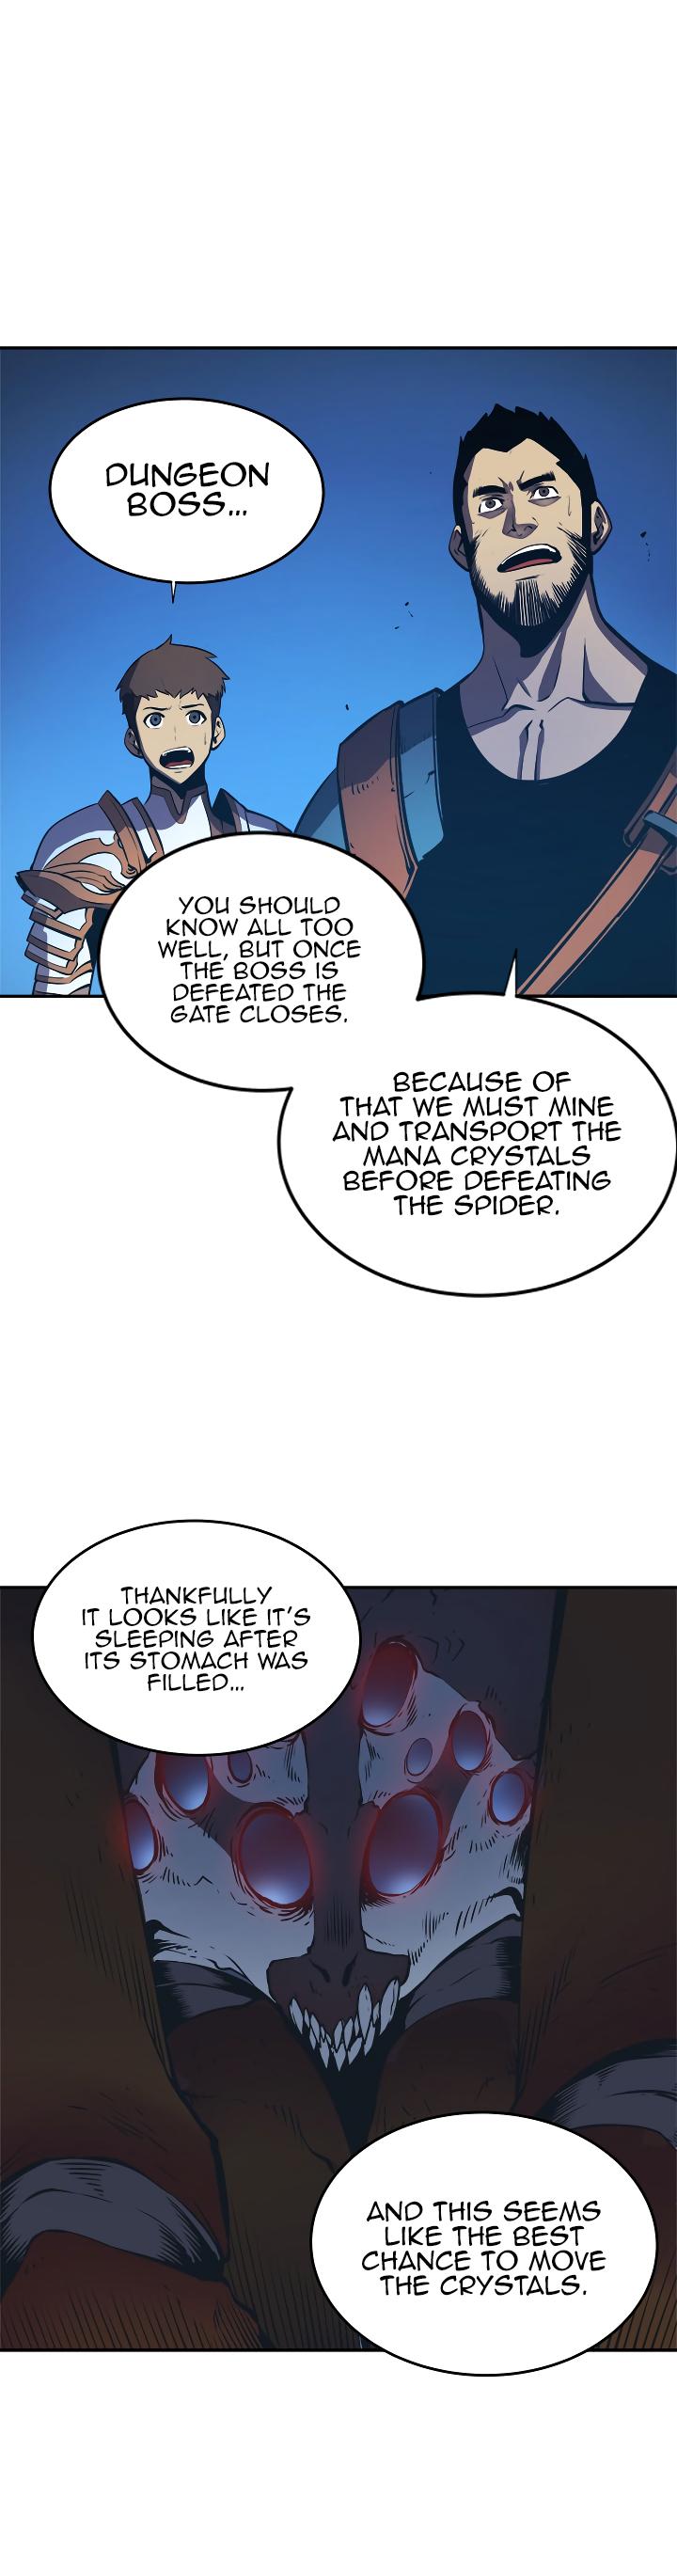 DUNGEON
BOSS...
YOU SHOULD
KNOW ALL TOO
WELL, BUT ONCE
THE BOSS IS
DEFEATED THE
GATE CLOSES.
BECAUSE OF
THAT WE MUST MINE
AND TRANSPORT THE
MANA CRYSTALS
BEFORE DEFEATING
THE SPIDER.
THANKFULLY
IT LOOKS LIKE IT'S
SLEEPING AFTER
ITS STOMACH WAS
FILLED...
AND THIS SEEMS
LIKE THE BEST
CHANCE TO MOVE
THE CRYSTALS.